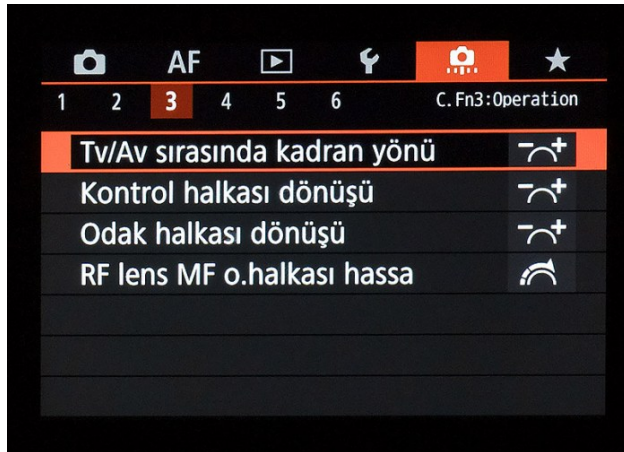 AF
1 2 3 4 5 6 C.Fn3:Operation
Tv/Av sırasında kadran yönü
Kontrol halkası dönüşü
Odak halkası dönüşü
RF lens MF o.halkası hassa